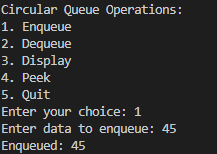 Circular Queue Operations:
1. Enqueue
2. Dequeue
3. Display
4. Peek
5. Quit
Enter your choice: 1
Enter data to enqueue: 45
Enqueued: 45